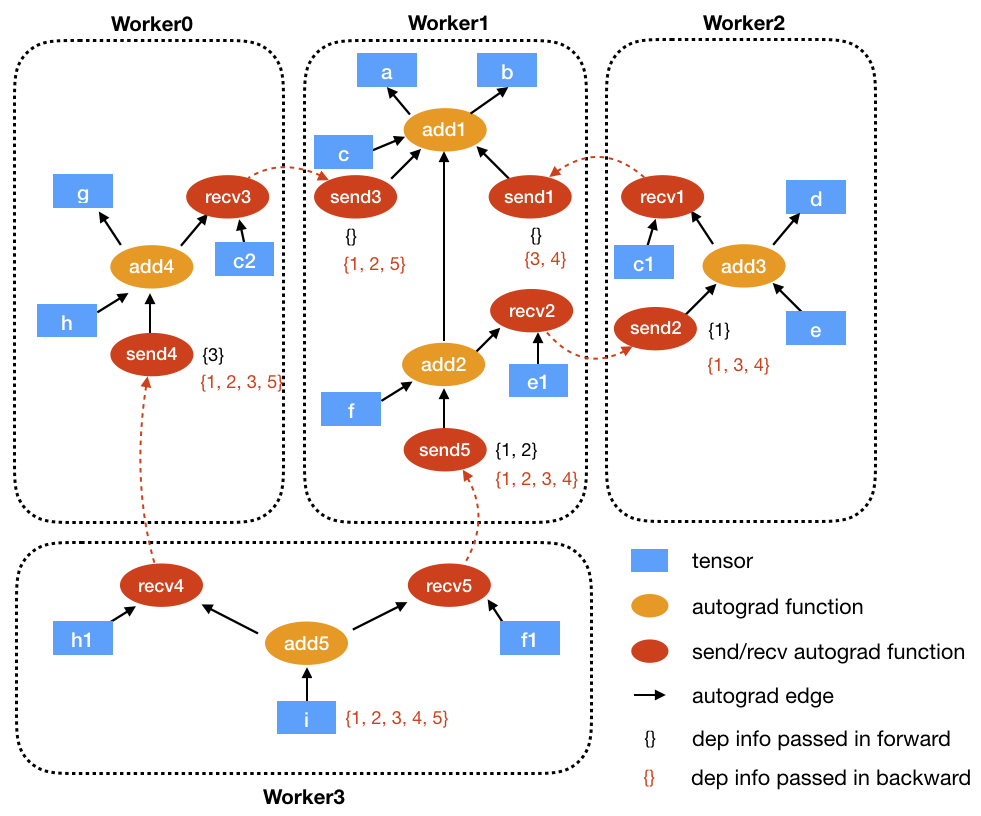 Worker0
Worker1
Worker2
a
b
add1
c
g
recv3
send3
send1
recv1
d
{}
{}
{1, 2, 5}
{3, 4}
add4
c2
c1
add3
h
recv2
send2
{1}
e
send4
{3}
{1, 2, 3, 5}
add2
e1
{1, 3, 4}
f
send5
{1, 2}
{1, 2, 3, 4}
recv4
recv5
h1
add5
f1
i
{1, 2, 3, 4, 5}
Worker3
tensor
autograd function
send/recv autograd function
autograd edge
{} dep info passed in forward
{} dep info passed in backward